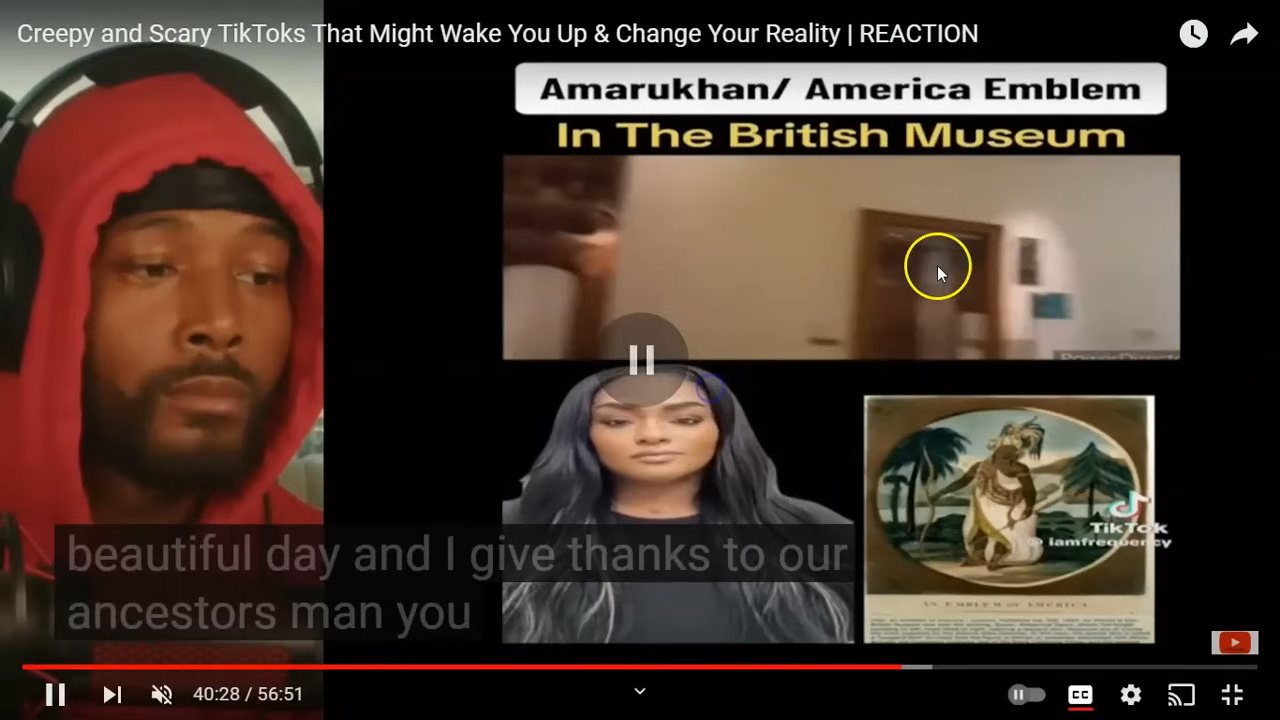 Creepy and Scary TikToks That Might Wake You Up & Change Your Reality | REACTION
Amarukhan/ America Emblem
In The British Museum
TikTok
@ iamfrequency
AN EMBLEM OF AMERICA
beautiful day and I give thanks to our
ancestors man you
40:28 / 56:51
CC